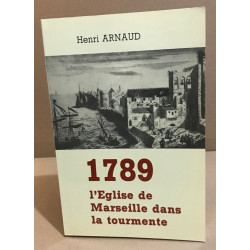 Henri ARNAUD
1789
l'Eglise de
Marseille dans
la tourmente